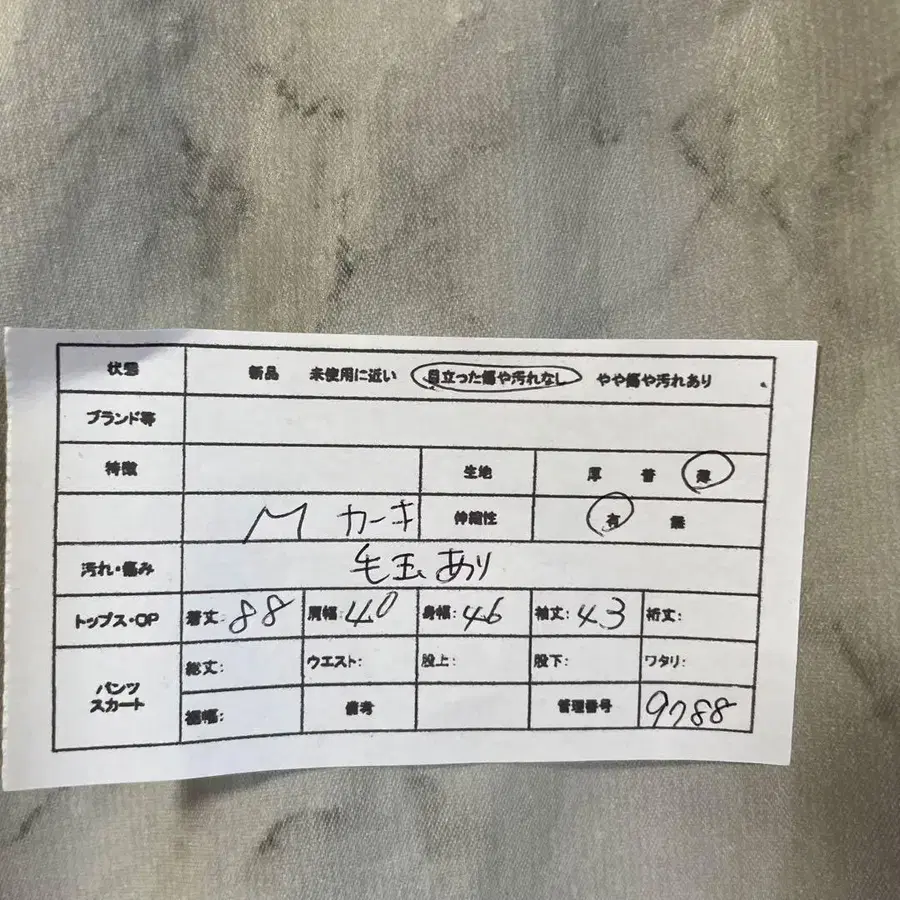 状態 新品 未使用に近い 目立った傷や汚れなし やや傷や汚れあり
ブランド等
特徴 生地 厚 普 薄
M カーキ 伸縮性 有 無
汚れ・傷み 毛玉あり
トップス・OP 着丈: 88 肩幅: 40 身幅: 46 袖丈: 43 裄丈:
パンツ スカート 総丈: ウエスト: 股上: 股下: ワタリ:
裾幅: 備考 管理番号 9788